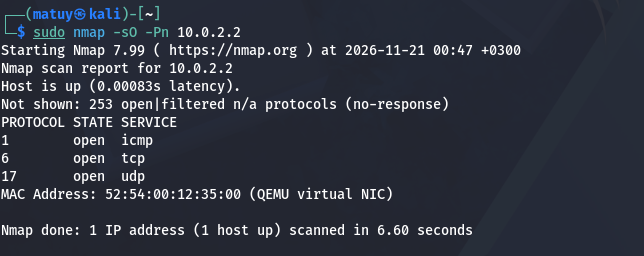 ┌──(matuy㉿kali)-[~]
└─$ sudo nmap -sO -Pn 10.0.2.2
Starting Nmap 7.99 ( https://nmap.org ) at 2026-11-21 00:47 +0300
Nmap scan report for 10.0.2.2
Host is up (0.00083s latency).
Not shown: 253 open|filtered n/a protocols (no-response)
PROTOCOL STATE SERVICE
1        open  icmp
6        open  tcp
17       open  udp
MAC Address: 52:54:00:12:35:00 (QEMU virtual NIC)

Nmap done: 1 IP address (1 host up) scanned in 6.60 seconds